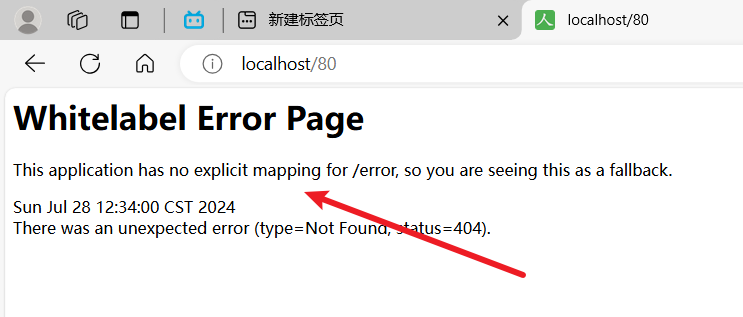 新建标签页
localhost/80
localhost/80
Whitelabel Error Page
This application has no explicit mapping for /error, so you are seeing this as a fallback.
Sun Jul 28 12:34:00 CST 2024
There was an unexpected error (type=Not Found, status=404).